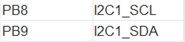 PB8 I2C1_SCL
PB9 I2C1_SDA